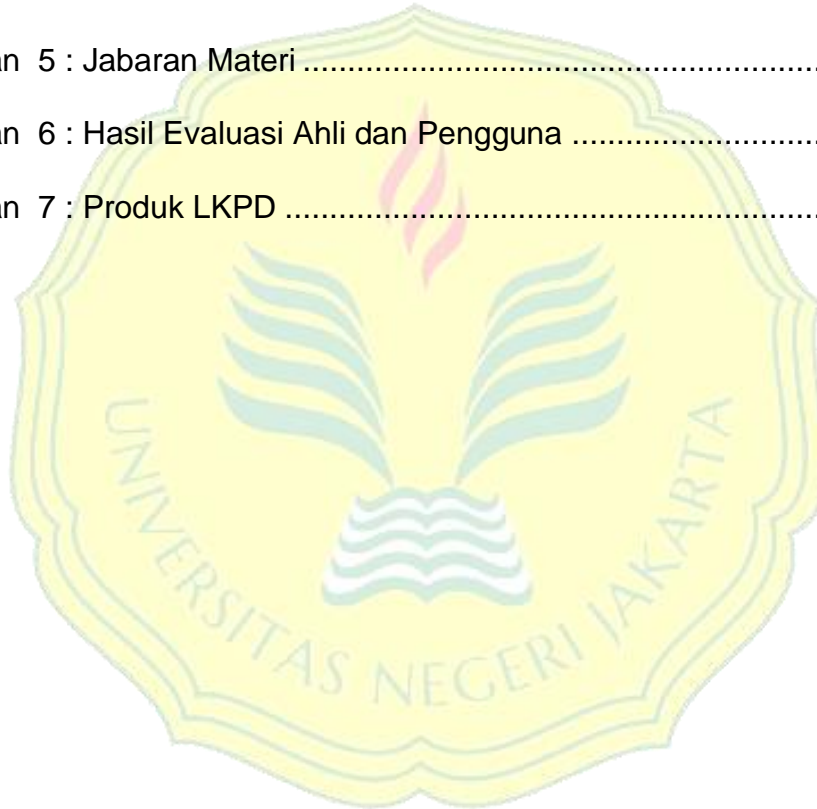 an 5 : Jabaran Materi ....................................................................
an 6 : Hasil Evaluasi Ahli dan Pengguna ............................
an 7 : Produk LKPD ...............................................................
UNIVERSITAS NEGERI JAKARTA